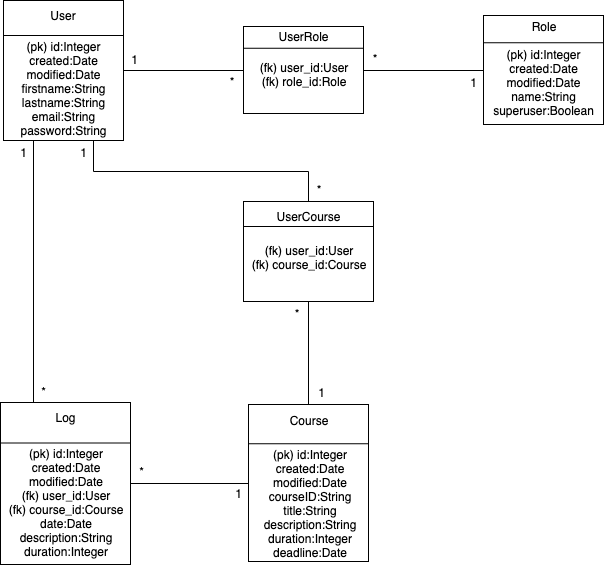 User
(pk) id:Integer
created:Date
modified:Date
firstname:String
lastname:String
email:String
password:String
1
*
UserRole
(fk) user_id:User
(fk) role_id:Role
*
1
Role
(pk) id:Integer
created:Date
modified:Date
name:String
superuser:Boolean
1
1
*
UserCourse
(fk) user_id:User
(fk) course_id:Course
*
1
*
Log
(pk) id:Integer
created:Date
modified:Date
(fk) user_id:User
(fk) course_id:Course
date:Date
description:String
duration:Integer
*
1
Course
(pk) id:Integer
created:Date
modified:Date
courseID:String
title:String
description:String
duration:Integer
deadline:Date